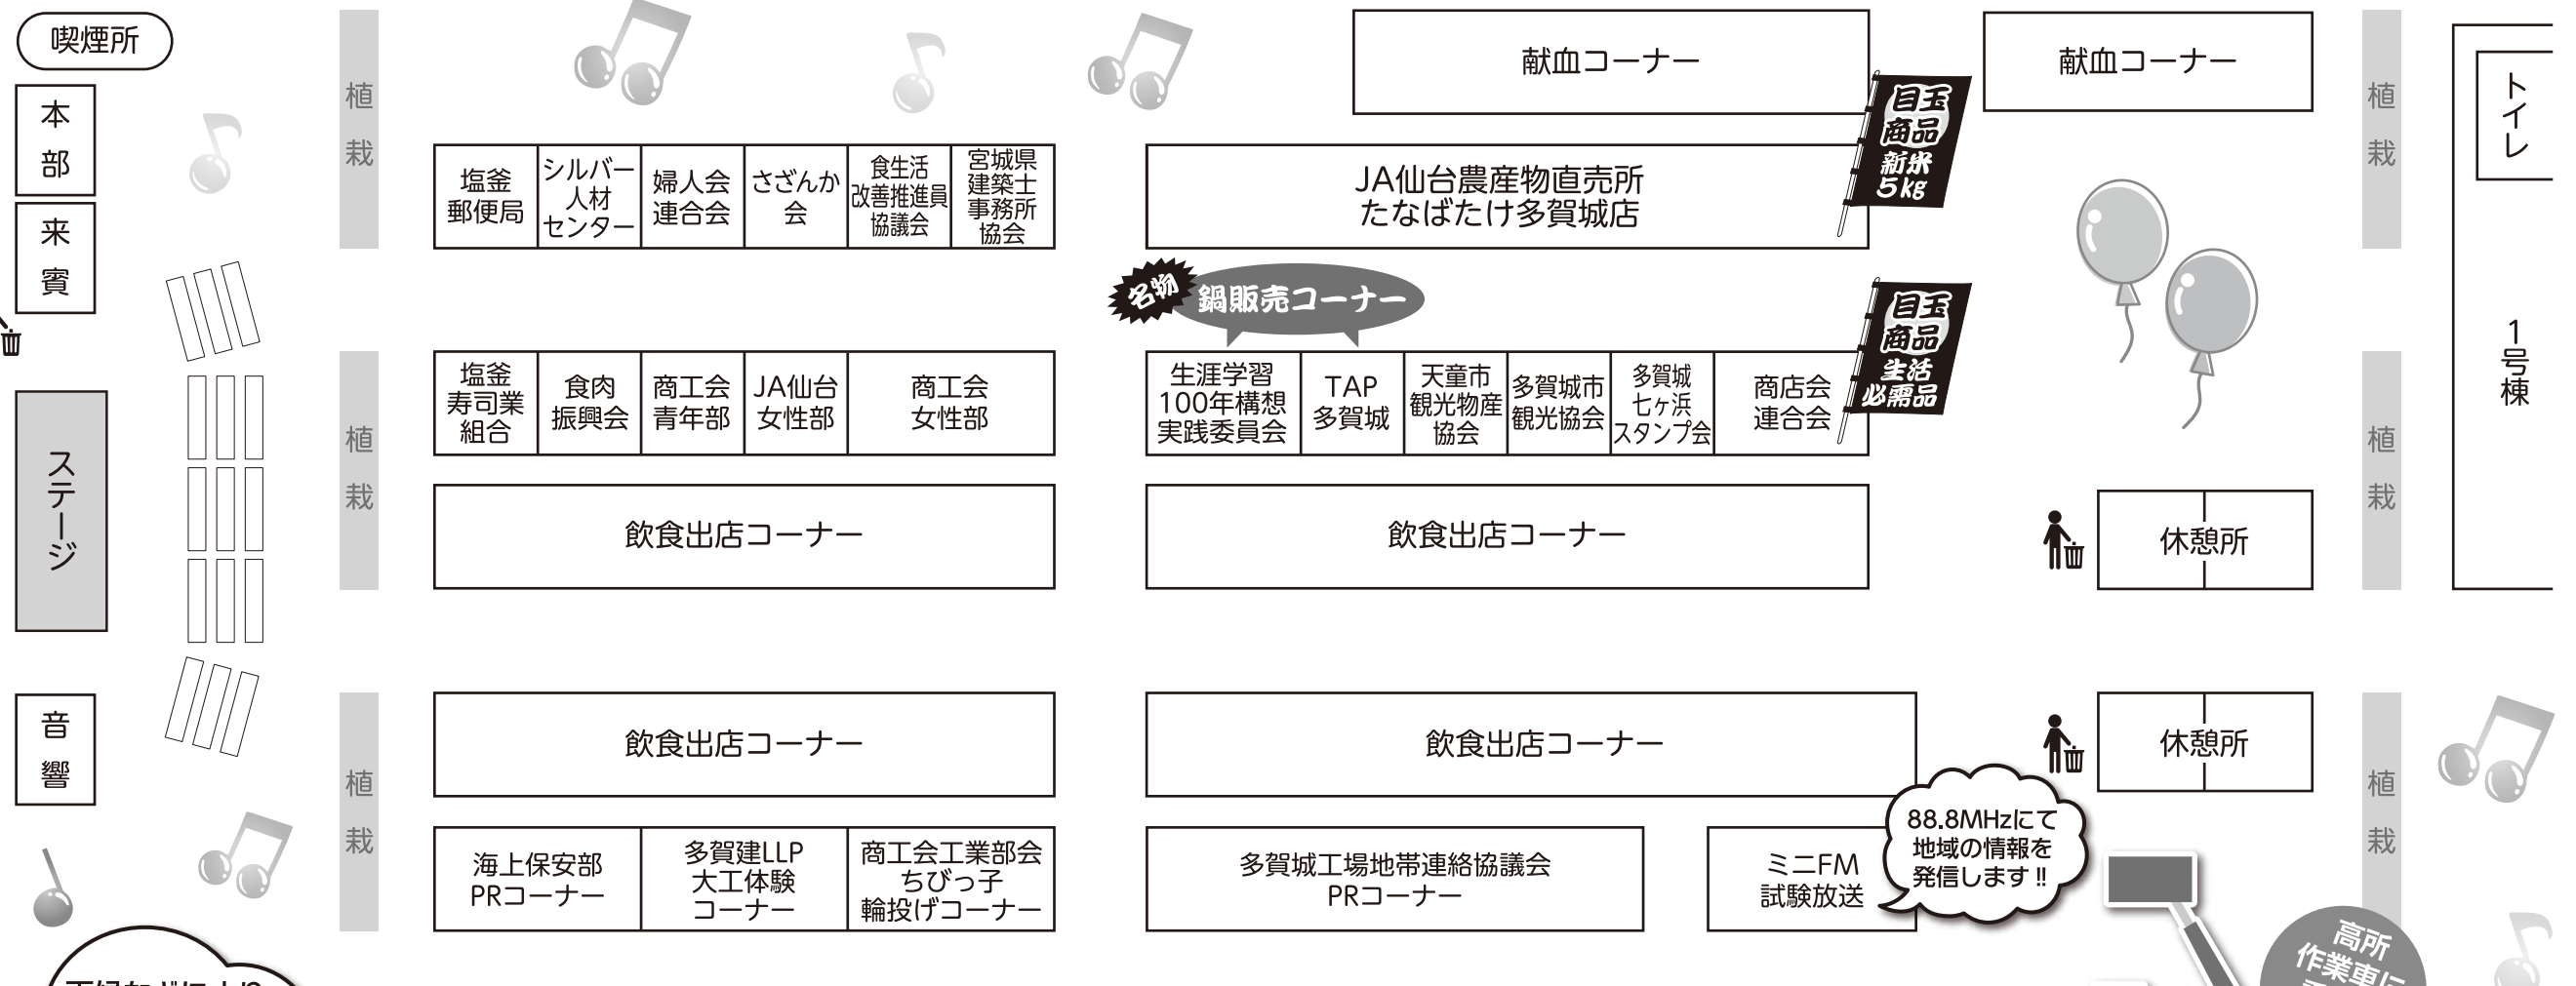 喫煙所
本部
来賓
ステージ
音響
植栽
植栽
植栽
献血コーナー
献血コーナー
塩釜
郵便局
シルバー
人材
センター
婦人会
連合会
さざんか
会
食生活
改善推進員
協議会
宮城県
建築士
事務所
協会
JA仙台農産物直売所
たなばたけ多賀城店
目玉
商品
新米
5kg
名物
鍋販売コーナー
塩釜
寿司業
組合
食肉
振興会
商工会
青年部
JA仙台
女性部
商工会
女性部
生涯学習
100年構想
実践委員会
TAP
多賀城
天童市
観光物産
協会
多賀城市
観光協会
多賀城
七ヶ浜
スタンプ会
商店会
連合会
目玉
商品
生活
必需品
飲食出店コーナー
飲食出店コーナー
休憩所
飲食出店コーナー
飲食出店コーナー
休憩所
海上保安部
PRコーナー
多賀建LLP
大工体験
コーナー
商工会工業部会
ちびっ子
輪投げコーナー
多賀城工場地帯連絡協議会
PRコーナー
ミニFM
試験放送
88.8MHzにて
地域の情報を
発信します!!
植栽
植栽
植栽
トイレ
1号棟
高所
作業車に